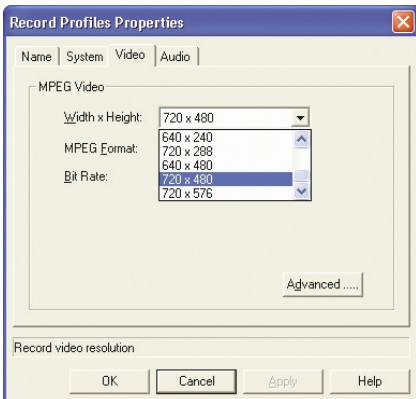 Record Profiles Properties
Name System Video Audio
MPEG Video
Width x Height: 720 x 480
640 x 240
MPEG Format: 720 x 288
640 x 480
Bit Rate: 720 x 480
720 x 576
Advanced .....
Record video resolution
OK Cancel Apply Help